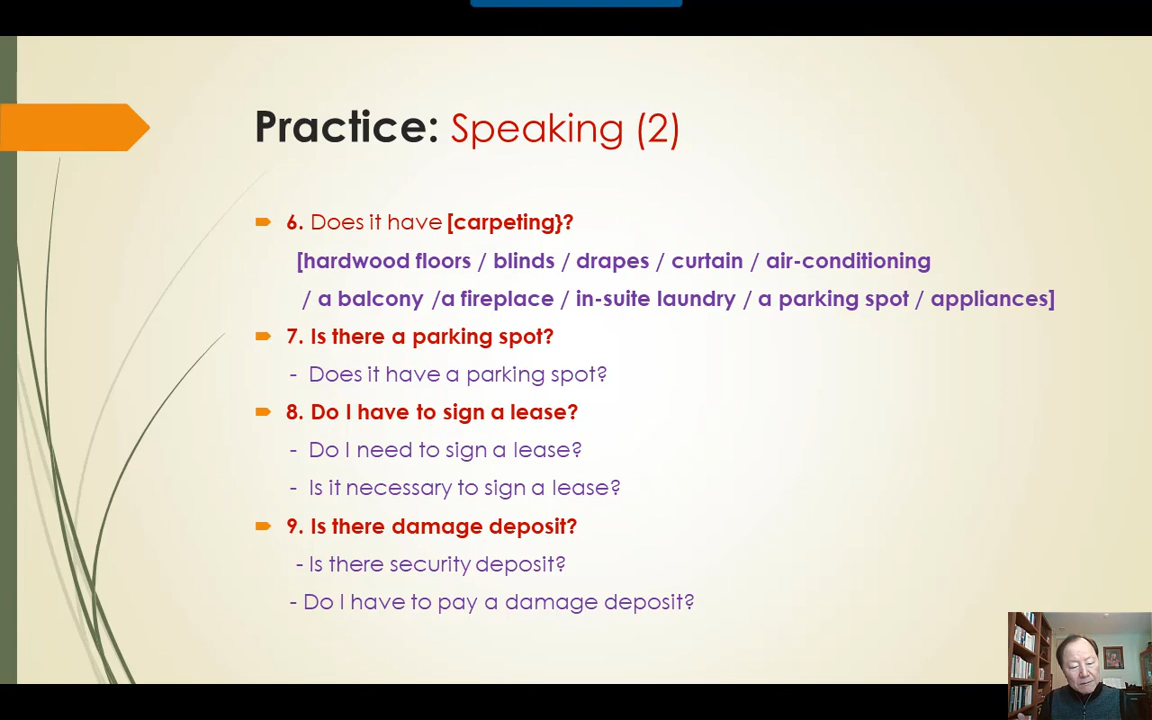 Practice: Speaking (2)
6. Does it have [carpeting}?
[hardwood floors / blinds / drapes / curtain / air-conditioning
/ a balcony /a fireplace / in-suite laundry / a parking spot / appliances]
7. Is there a parking spot?
- Does it have a parking spot?
8. Do I have to sign a lease?
- Do I need to sign a lease?
- Is it necessary to sign a lease?
9. Is there damage deposit?
- Is there security deposit?
- Do I have to pay a damage deposit?